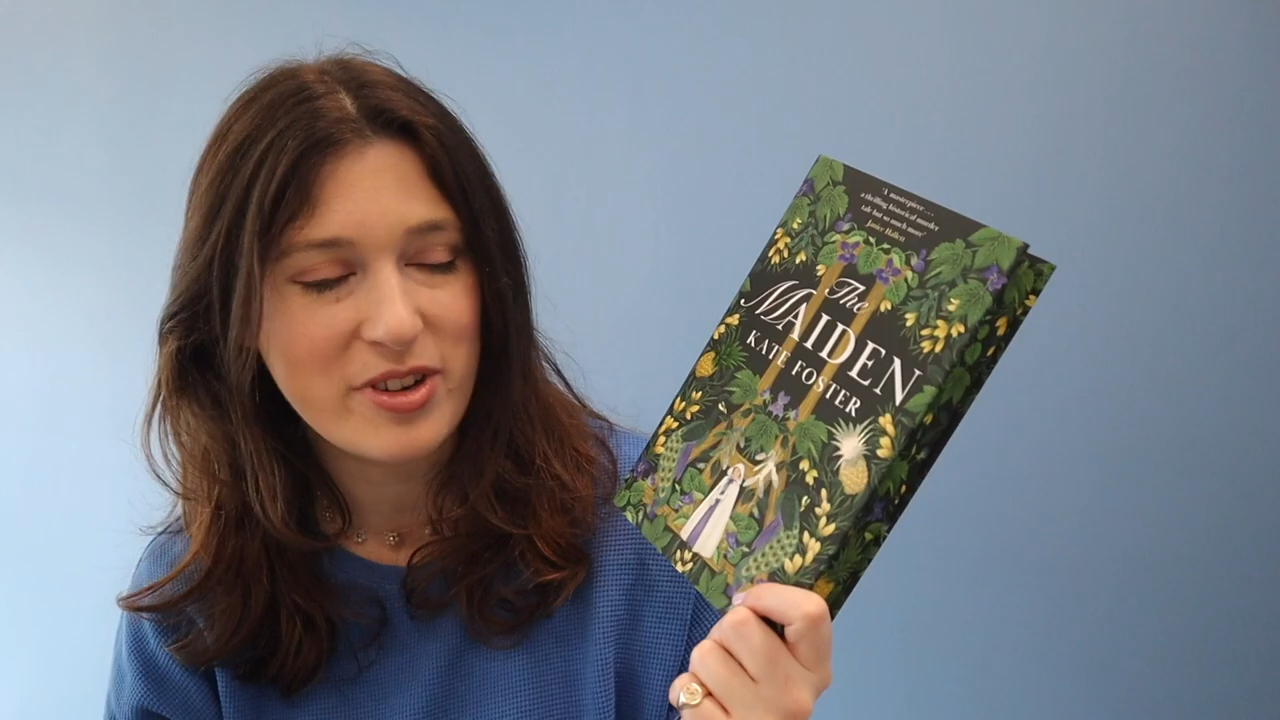 'A masterpiece . . .
a thrilling historical murder
tale but so much more'
Janice Hallett
The
MAIDEN
KATE FOSTER